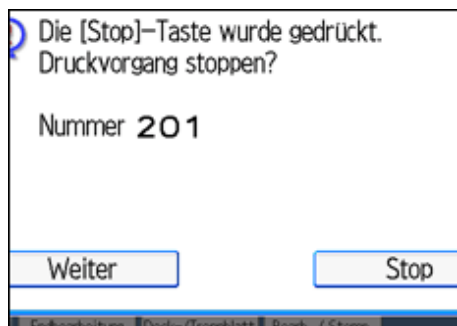 Die [Stop]-Taste wurde gedrückt.
Druckvorgang stoppen?
Nummer 201
Weiter Stop